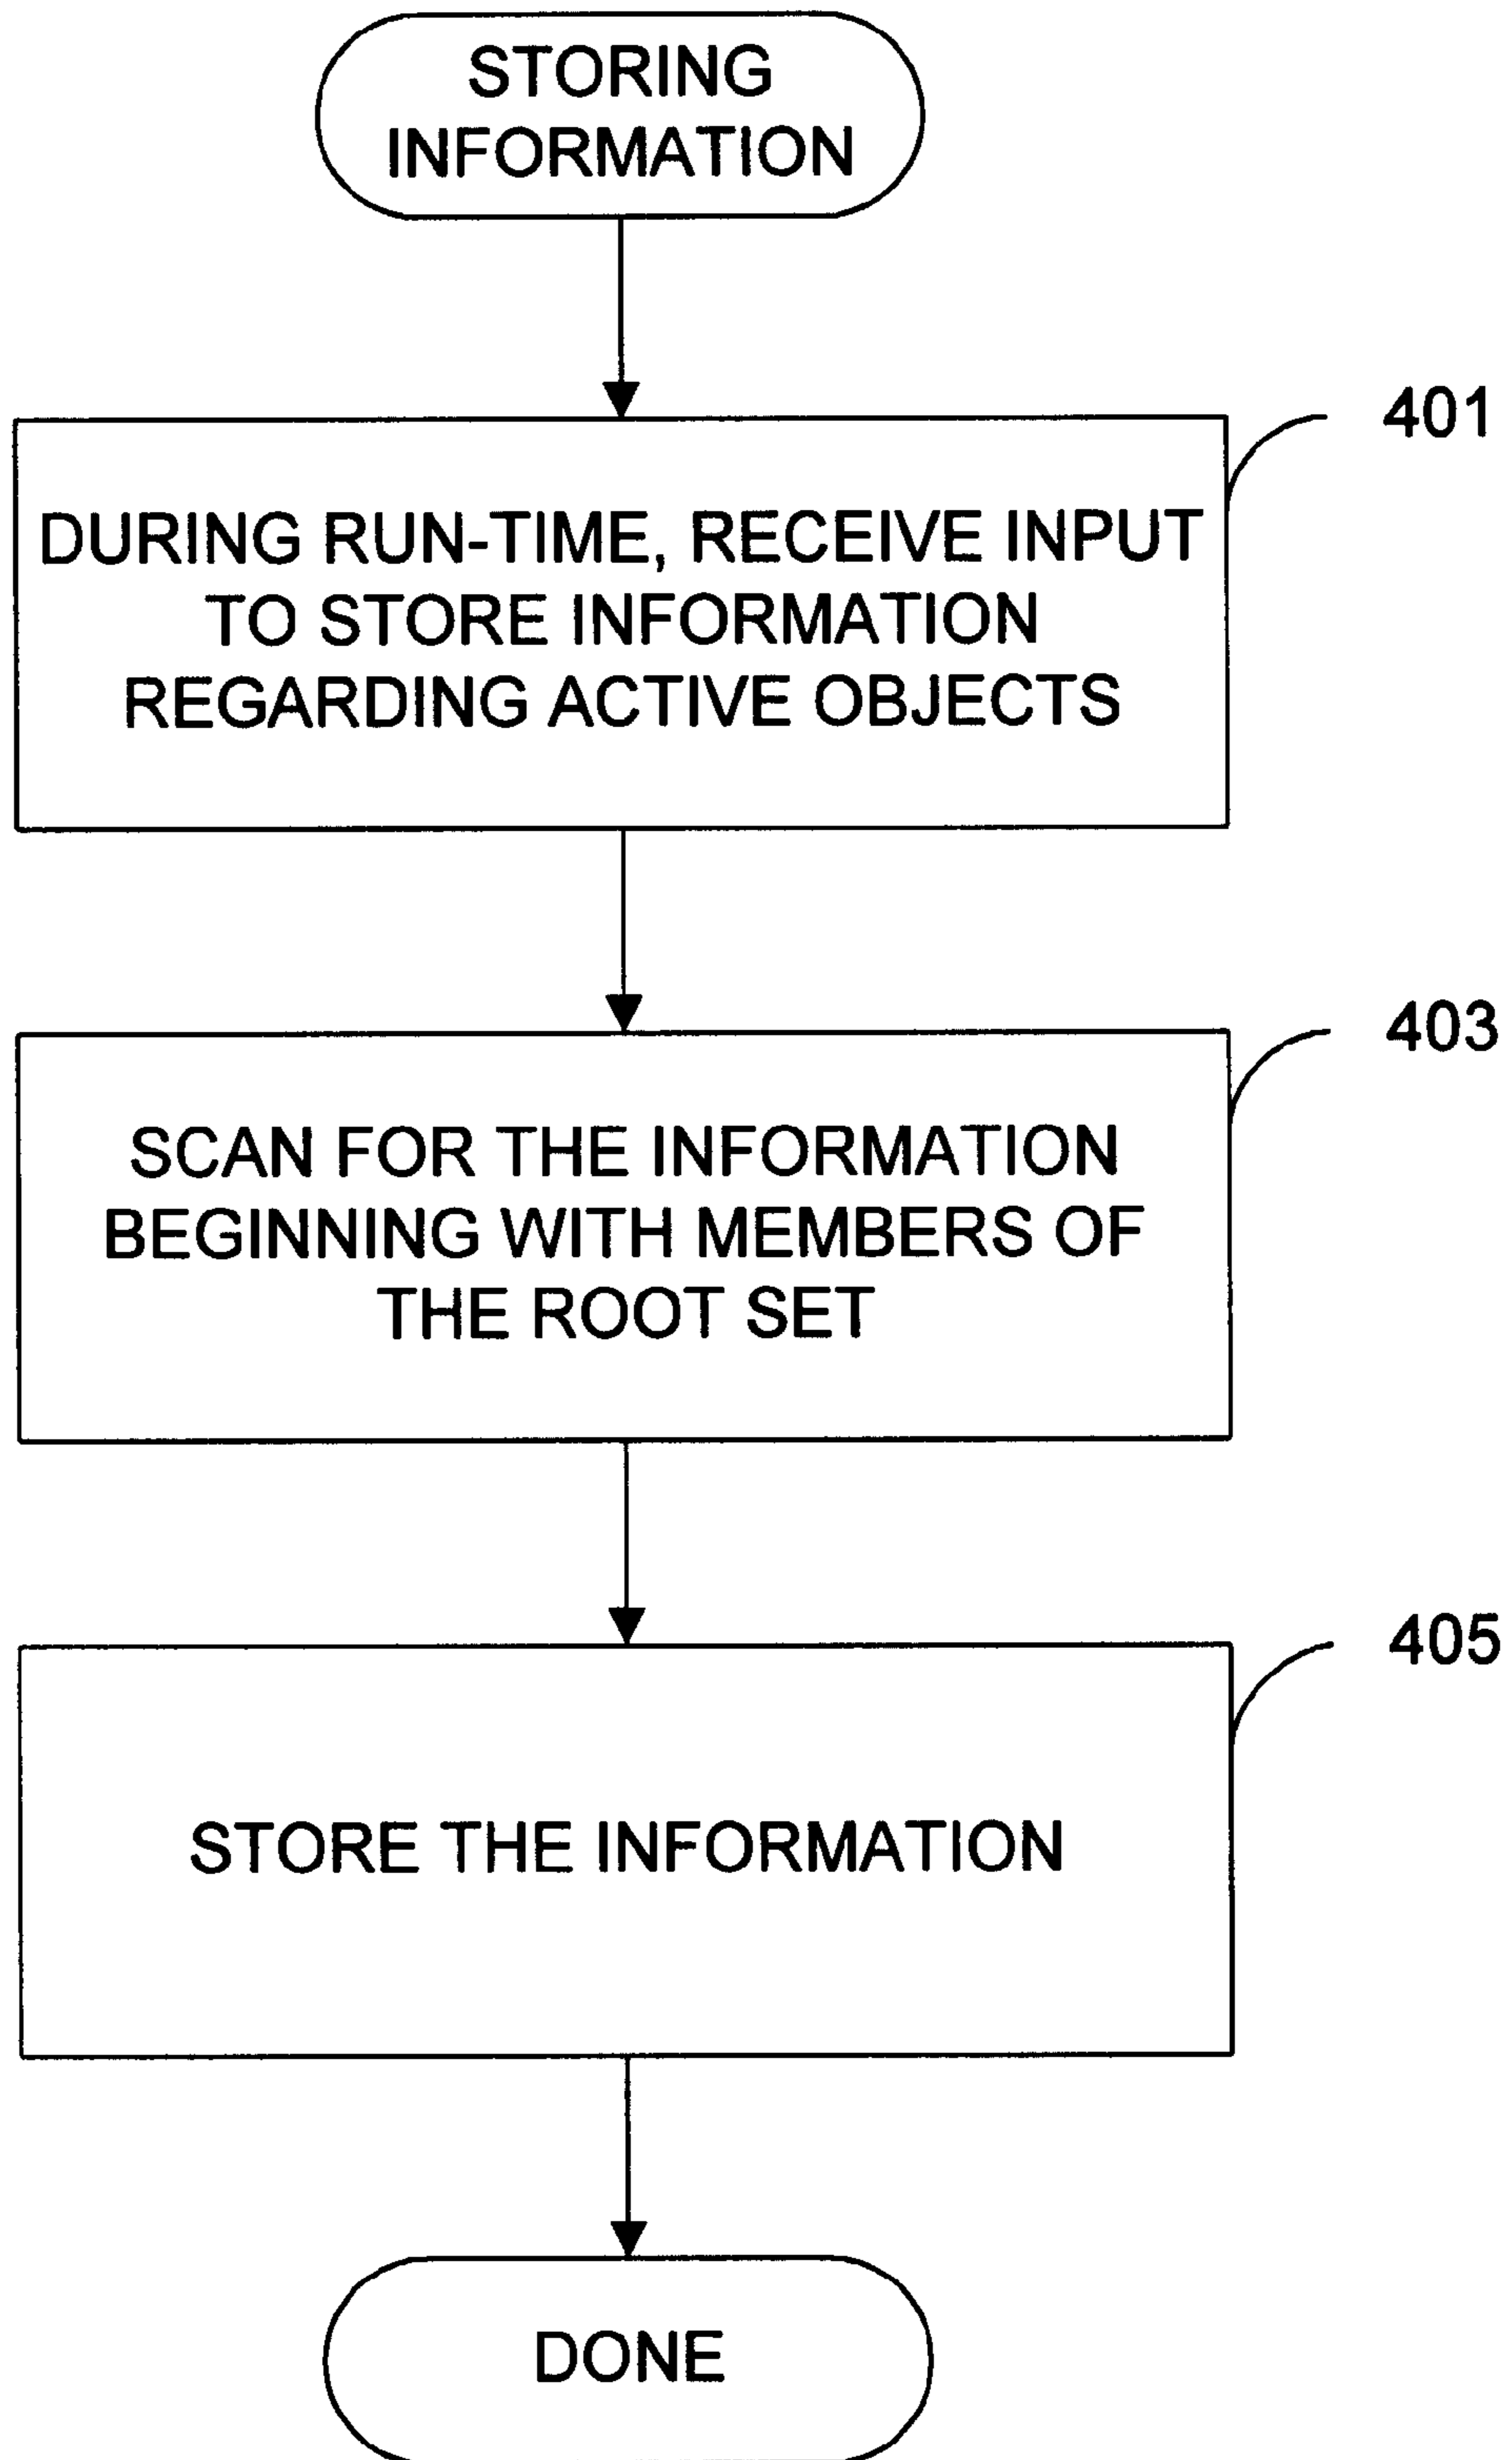 STORING
INFORMATION
401
DURING RUN-TIME, RECEIVE INPUT
TO STORE INFORMATION
REGARDING ACTIVE OBJECTS
403
SCAN FOR THE INFORMATION
BEGINNING WITH MEMBERS OF
THE ROOT SET
405
STORE THE INFORMATION
DONE